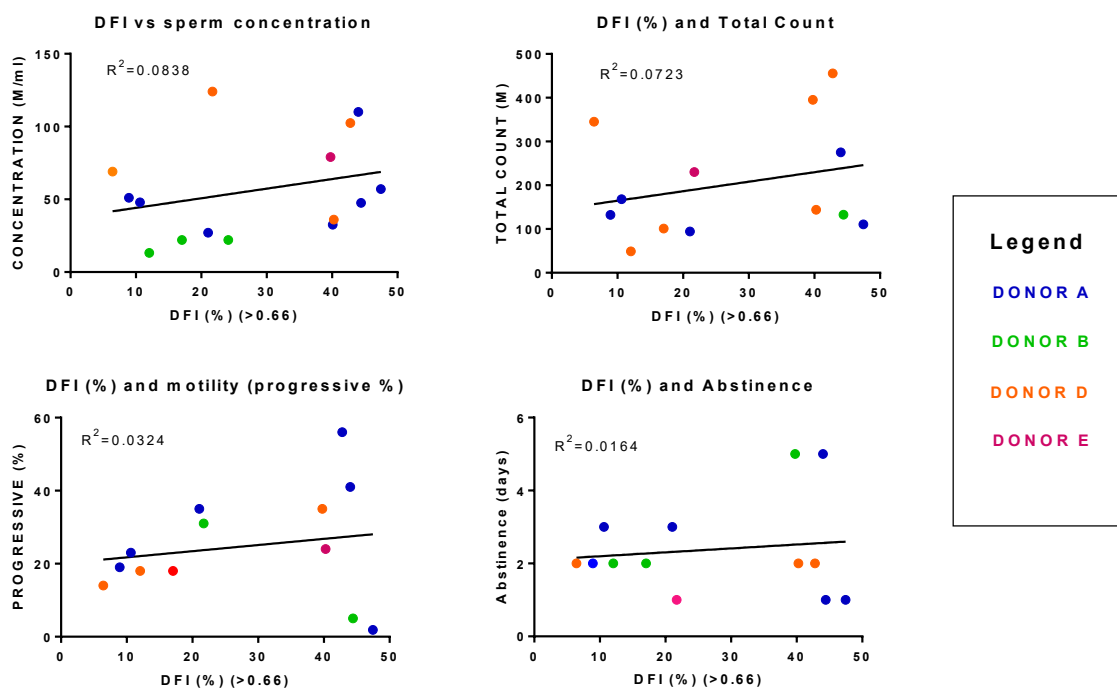 DFI vs sperm concentration
R²=0.0838
CONCENTRATION (M/ml)
150
100
50
0
0 10 20 30 40 50
DFI (%) (>0.66)
DFI (%) and Total Count
R²=0.0723
TOTAL COUNT (M)
500
400
300
200
100
0
0 10 20 30 40 50
DFI (%) (>0.66)
Legend
DONOR A
DONOR B
DONOR D
DONOR E
DFI (%) and motility (progressive %)
R²=0.0324
PROGRESSIVE (%)
60
40
20
0
0 10 20 30 40 50
DFI (%) (>0.66)
DFI (%) and Abstinence
R²=0.0164
Abstinence (days)
6
4
2
0
0 10 20 30 40 50
DFI (%) (>0.66)